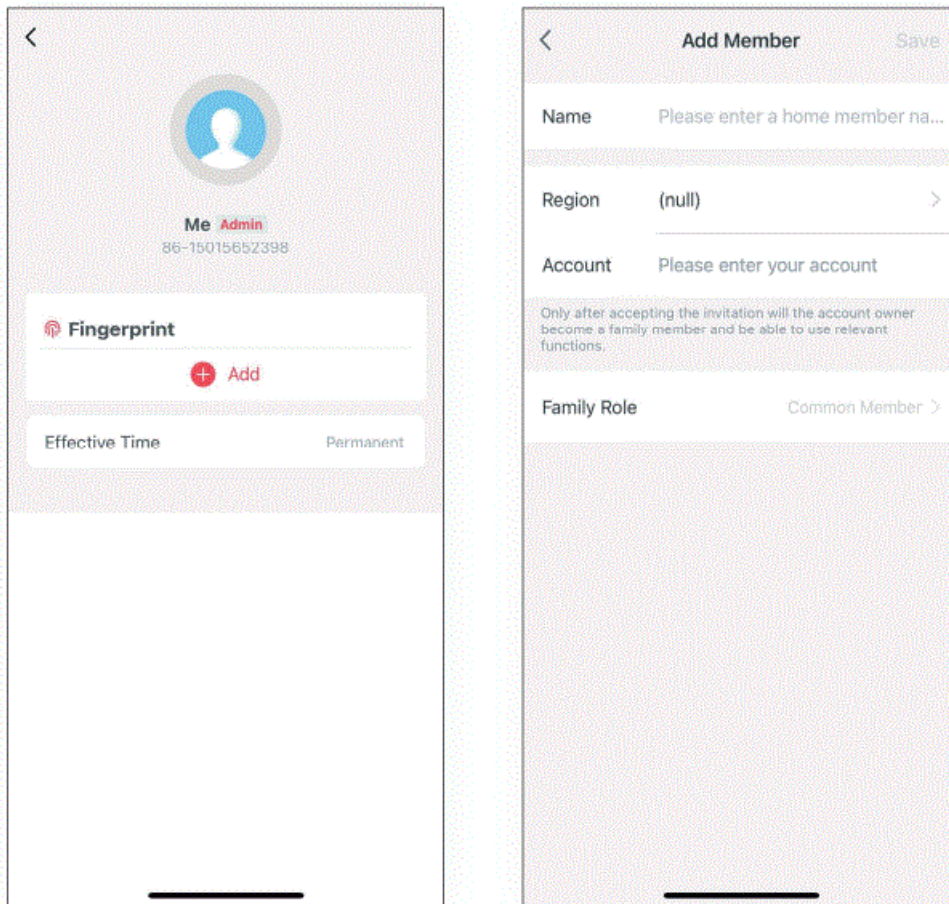 Me Admin
86-15015652398
Fingerprint
Add
Effective Time Permanent
Add Member Save
Name Please enter a home member na...
Region (null)
Account Please enter your account
Only after accepting the invitation will the account owner
become a family member and be able to use relevant
functions.
Family Role Common Member